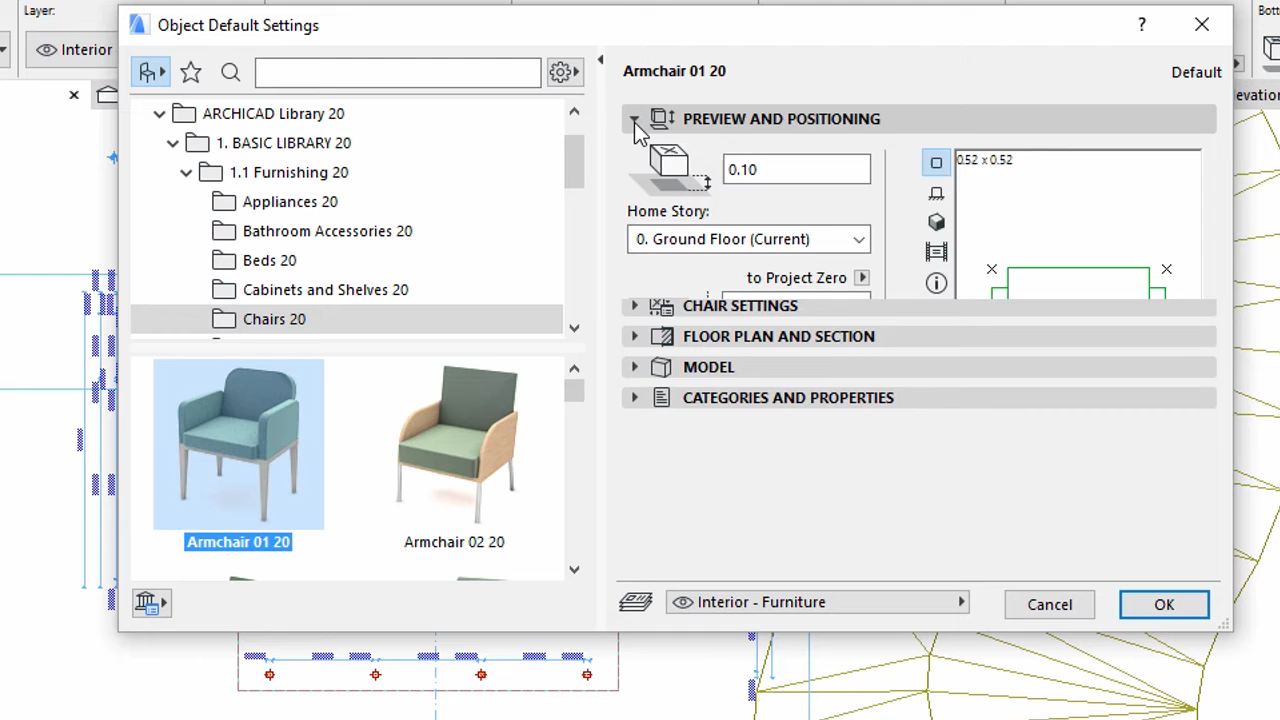 Layer:
Interior
Object Default Settings
?
Armchair 01 20
Default
ARCHICAD Library 20
1. BASIC LIBRARY 20
1.1 Furnishing 20
Appliances 20
Bathroom Accessories 20
Beds 20
Cabinets and Shelves 20
Chairs 20
Armchair 01 20
Armchair 02 20
PREVIEW AND POSITIONING
0.10
Home Story:
0. Ground Floor (Current)
to Project Zero
0.52 x 0.52
CHAIR SETTINGS
FLOOR PLAN AND SECTION
MODEL
CATEGORIES AND PROPERTIES
Interior - Furniture
Cancel
OK